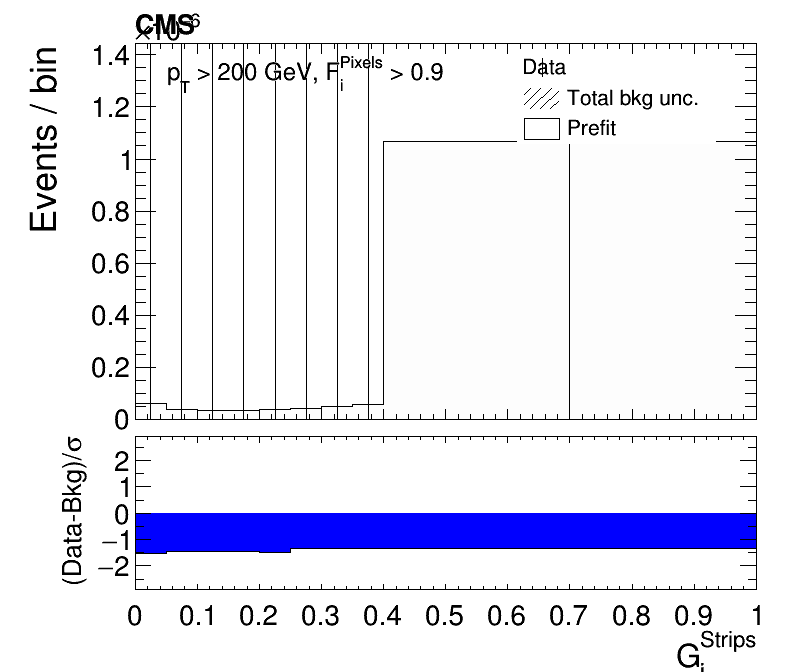 CMS
×10⁻⁶
p_T > 200 GeV, F_i^Pixels > 0.9
Data
Total bkg unc.
Prefit
Events / bin
1.4
1.2
1
0.8
0.6
0.4
0.2
0
(Data-Bkg)/σ
2
1
0
−1
−2
0 0.1 0.2 0.3 0.4 0.5 0.6 0.7 0.8 0.9 1
G_i^Strips